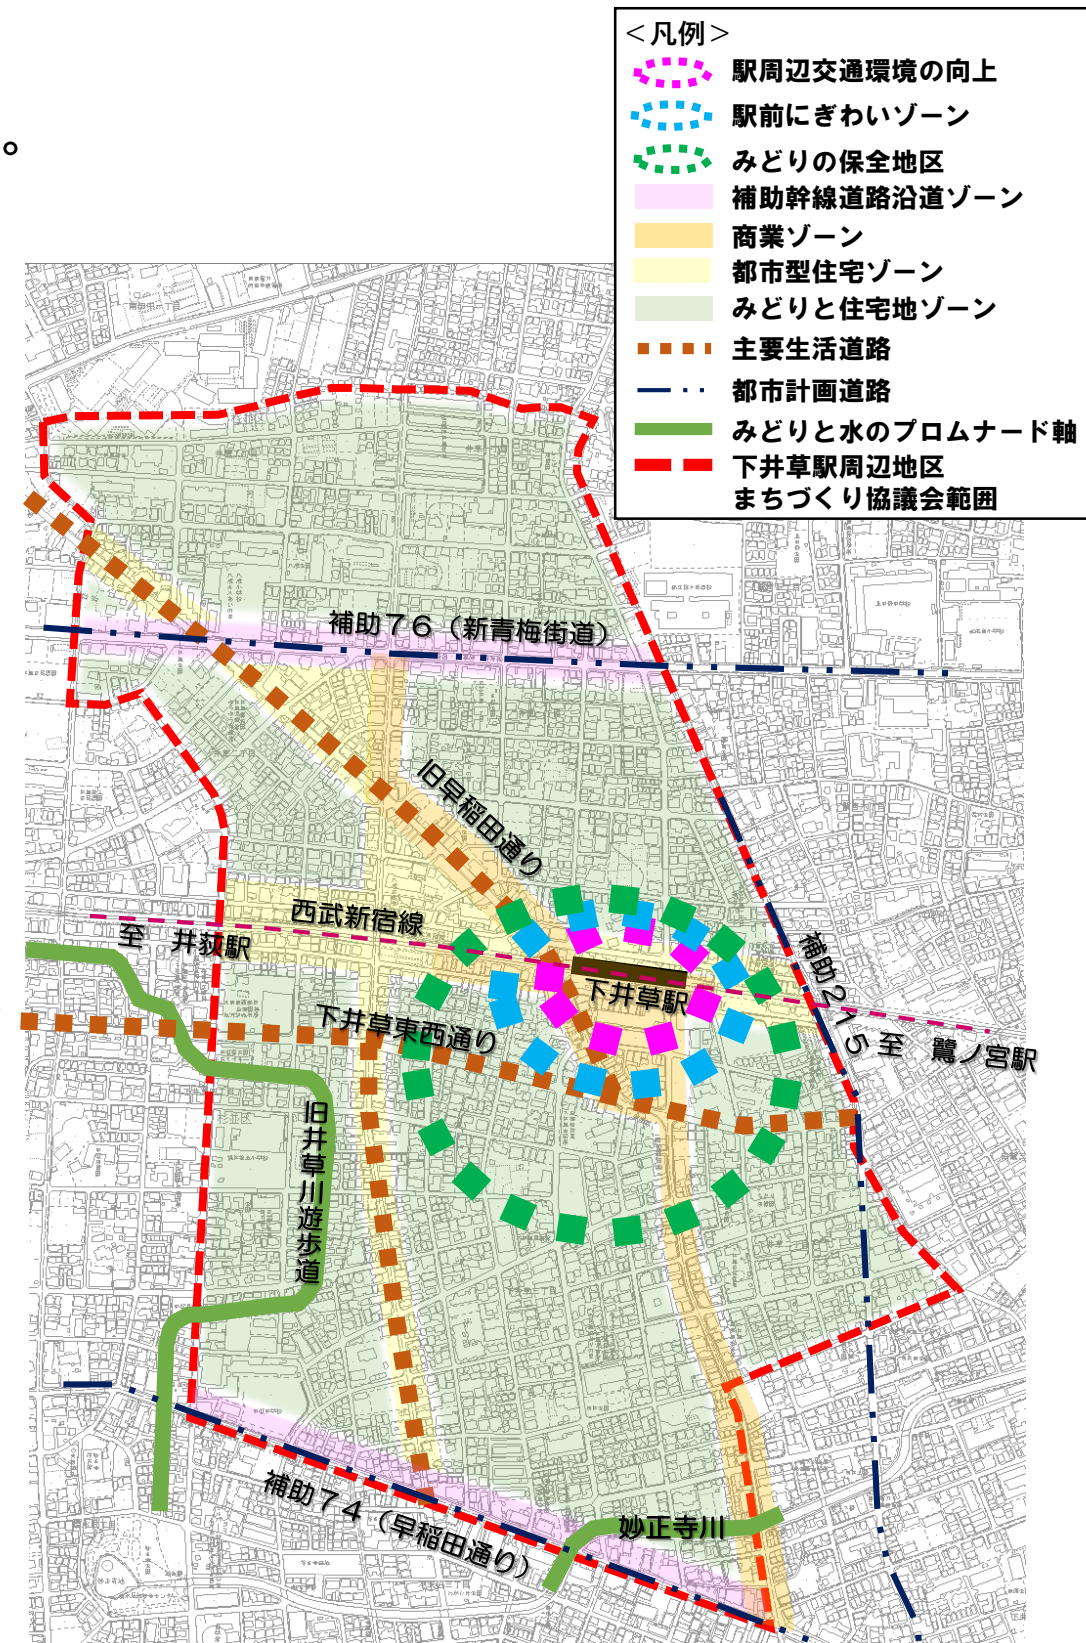 。
＜凡例＞
駅周辺交通環境の向上
駅前にぎわいゾーン
みどりの保全地区
補助幹線道路沿道ゾーン
商業ゾーン
都市型住宅ゾーン
みどりと住宅地ゾーン
主要生活道路
都市計画道路
みどりと水のプロムナード軸
下井草駅周辺地区
まちづくり協議会範囲
補助７６（新青梅街道）
旧早稲田通り
西武新宿線
至　井荻駅
下井草駅
補助２１５
至　鷺ノ宮駅
下井草東西通り
旧井草川遊歩道
補助７４（早稲田通り）
妙正寺川